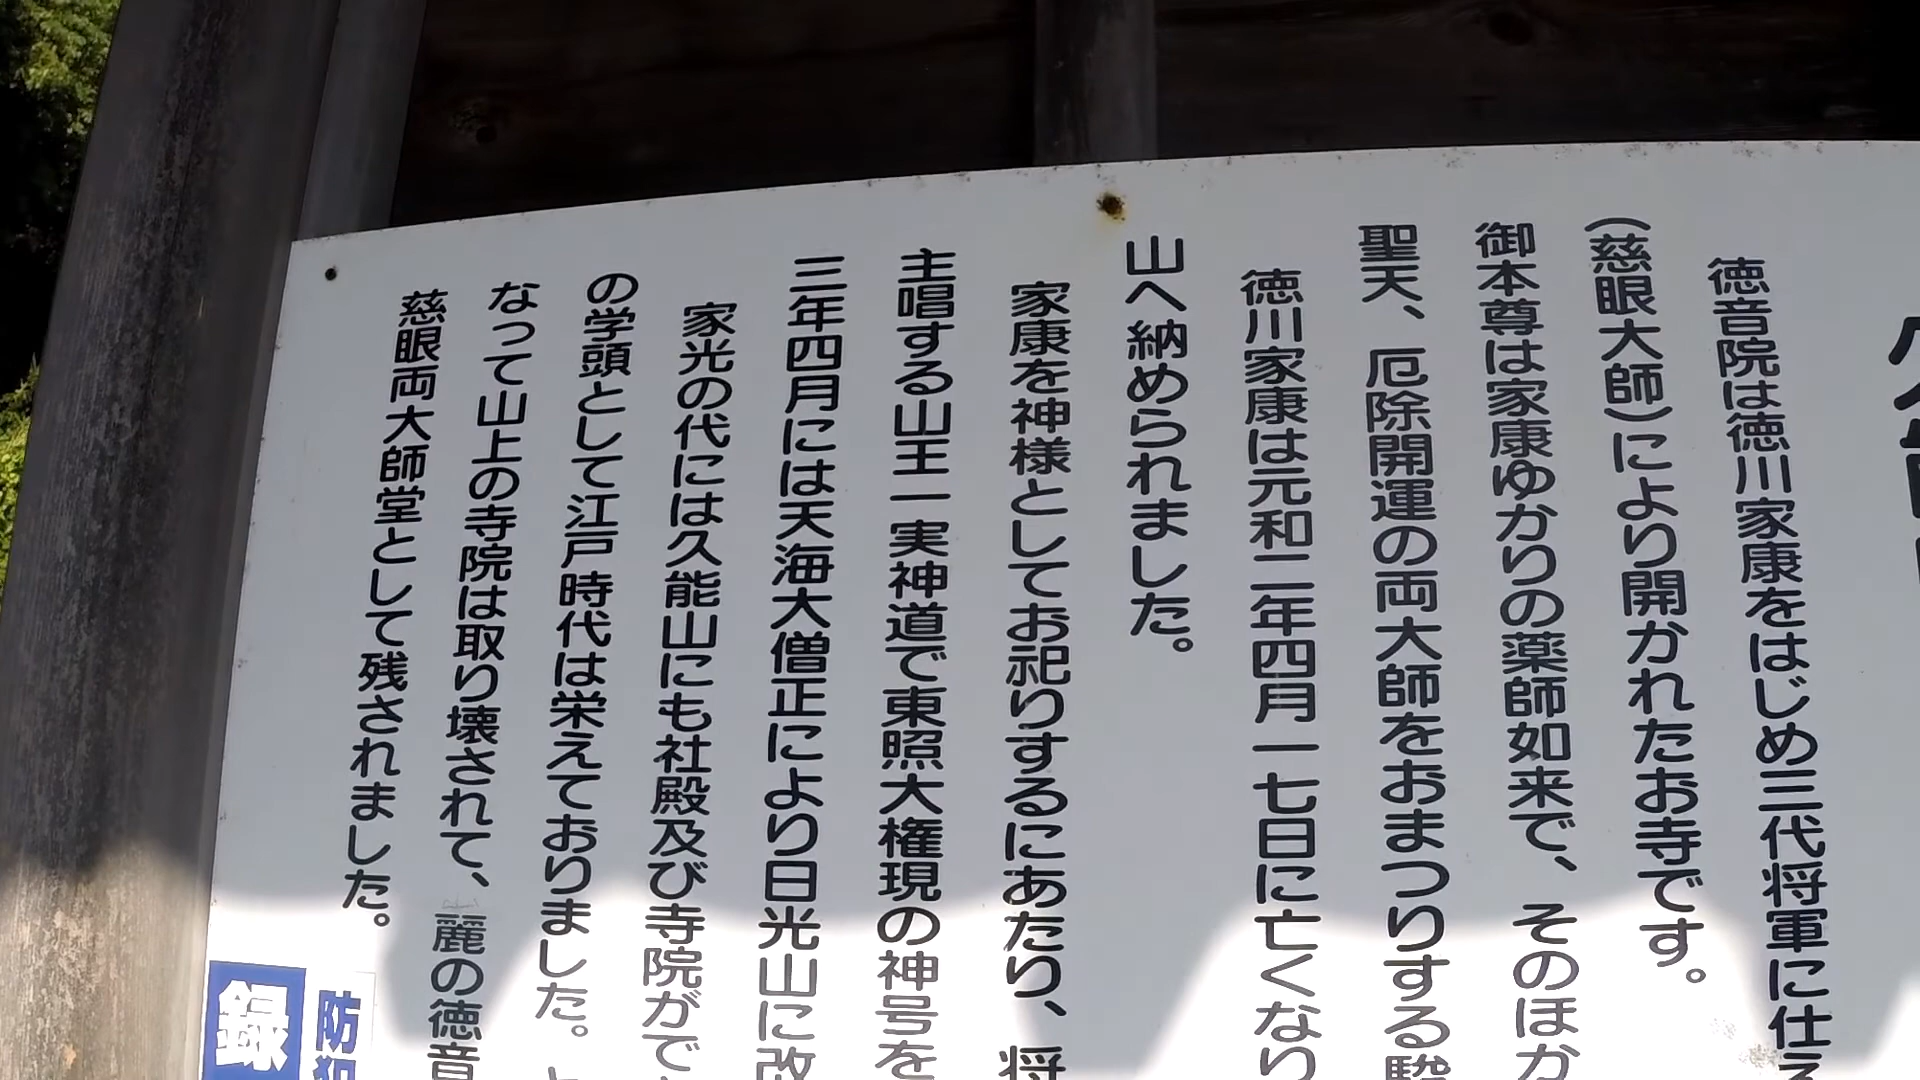 徳音院は徳川家康をはじめ三代将軍に仕え
(慈眼大師)により開かれたお寺です。
御本尊は家康ゆかりの薬師如来で、そのほか
聖天、厄除開運の両大師をおまつりする駿
徳川家康は元和二年四月一七日に亡くなり
山へ納められました。
家康を神様としてお祀りするにあたり、将
主唱する山王一実神道で東照大権現の神号を
三年四月には天海大僧正により日光山に改
家光の代には久能山にも社殿及び寺院がで
の学頭として江戸時代は栄えておりました。
なって山上の寺院は取り壊されて、麓の徳音
慈眼両大師堂として残されました。
防犯
録